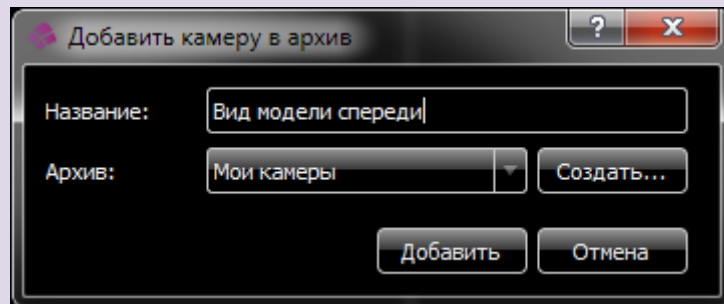 Добавить камеру в архив
?
Название: Вид модели спереди
Архив: Мои камеры Создать...
Добавить Отмена